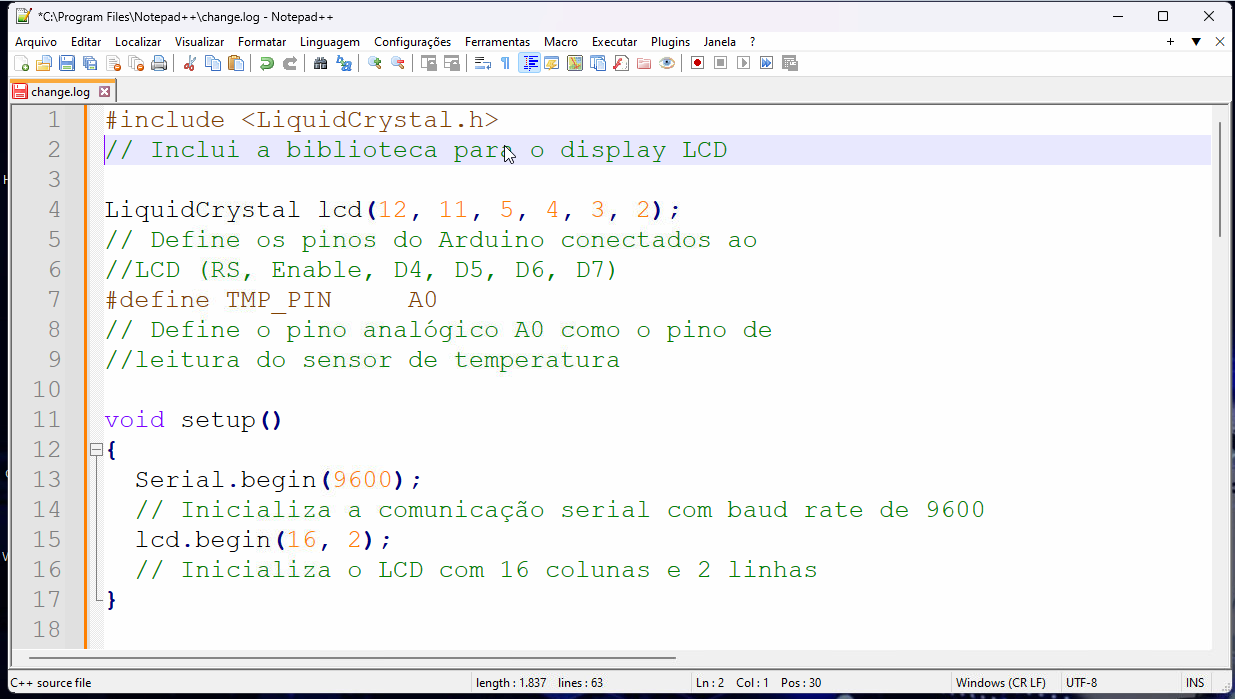 *C:\Program Files\Notepad++\change.log - Notepad++
Arquivo Editar Localizar Visualizar Formatar Linguagem Configurações Ferramentas Macro Executar Plugins Janela ?
change.log
1 #include <LiquidCrystal.h>
2 // Inclui a biblioteca para o display LCD
3
4 LiquidCrystal lcd(12, 11, 5, 4, 3, 2);
5 // Define os pinos do Arduino conectados ao
6 //LCD (RS, Enable, D4, D5, D6, D7)
7 #define TMP_PIN     A0
8 // Define o pino analógico A0 como o pino de
9 //leitura do sensor de temperatura
10
11 void setup()
12 {
13   Serial.begin(9600);
14   // Inicializa a comunicação serial com baud rate de 9600
15   lcd.begin(16, 2);
16   // Inicializa o LCD com 16 colunas e 2 linhas
17 }
18
C++ source file length : 1.837 lines : 63 Ln : 2 Col : 1 Pos : 30 Windows (CR LF) UTF-8 INS